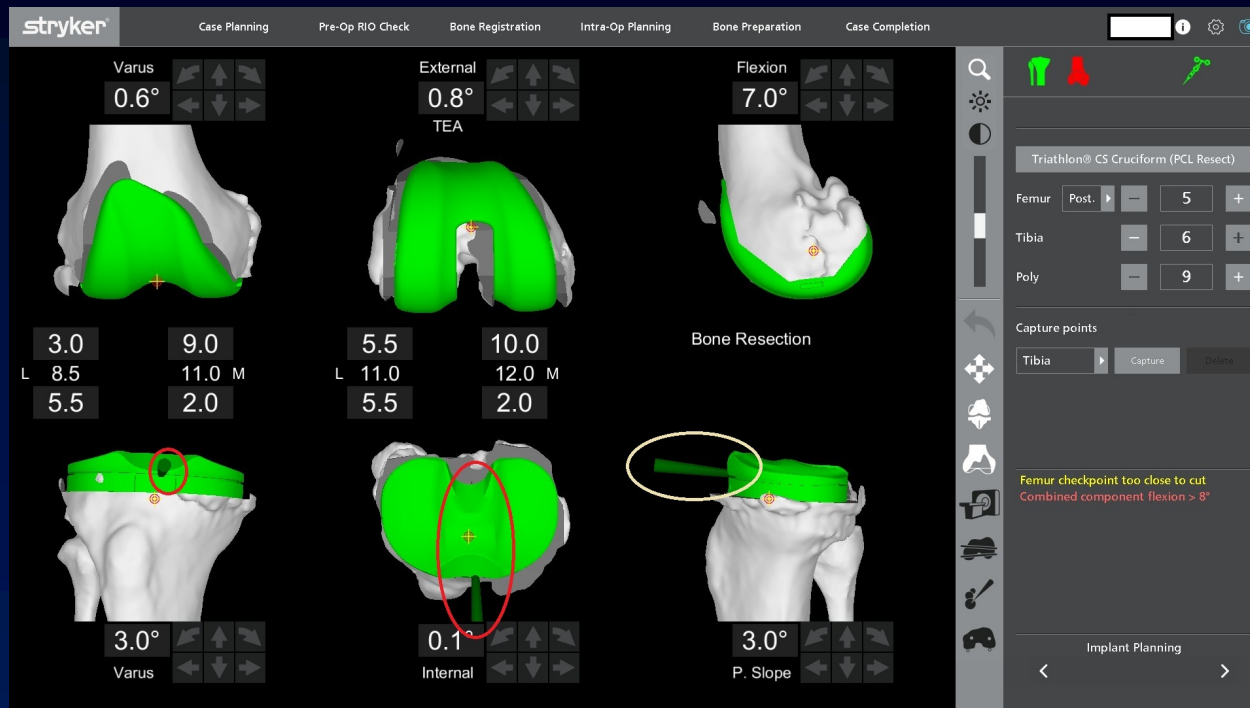 stryker®
Case Planning Pre-Op RIO Check Bone Registration Intra-Op Planning Bone Preparation Case Completion
Varus External Flexion
0.6° 0.8° 7.0°
TEA
3.0 9.0 5.5 10.0 Bone Resection
L 8.5 11.0 M L 11.0 12.0 M
5.5 2.0 5.5 2.0
3.0° 0.1° 3.0°
Varus Internal P. Slope
Triathlon® CS Cruciform (PCL Resect)
Femur Post. 5
Tibia 6
Poly 9
Capture points
Tibia Capture Delete
Femur checkpoint too close to cut
Combined component flexion > 8°
Implant Planning